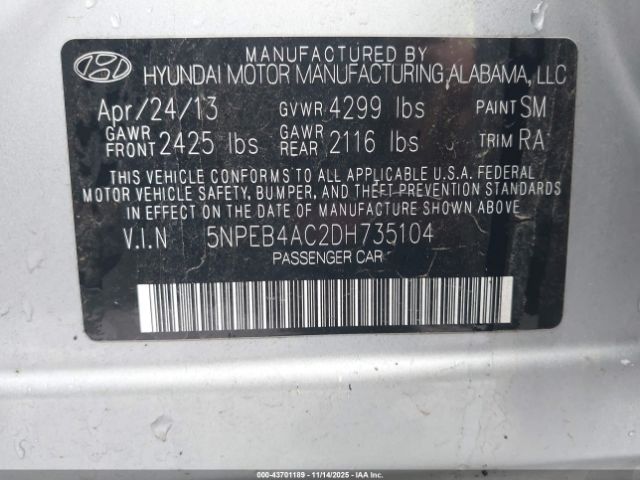 MANUFACTURED BY
HYUNDAI MOTOR MANUFACTURING, ALABAMA, LLC
Apr/24/13 GVWR 4299 lbs PAINT SM
GAWR FRONT 2425 lbs GAWR REAR 2116 lbs TRIM RA
THIS VEHICLE CONFORMS TO ALL APPLICABLE U.S.A. FEDERAL
MOTOR VEHICLE SAFETY, BUMPER, AND THEFT PREVENTION STANDARDS
IN EFFECT ON THE DATE OF MANUFACTURE SHOWN ABOVE
V.I.N 5NPEB4AC2DH735104
PASSENGER CAR
000-43701189 - 11/14/2025 - IAAI.COM